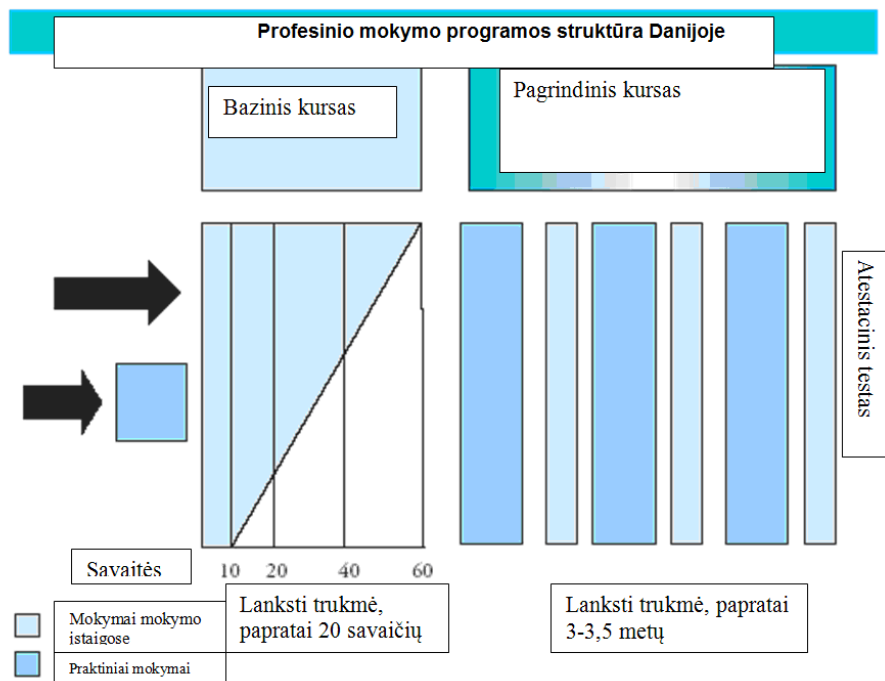 Profesinio mokymo programos struktūra Danijoje
Bazinis kursas
Pagrindinis kursas
Atestacinis testas
Savaitės
10 20 40 60
Lanksti trukmė,
papratai 20 savaičių
Lanksti trukmė, papratai
3-3,5 metų
Mokymai mokymo
įstaigose
Praktiniai mokymai